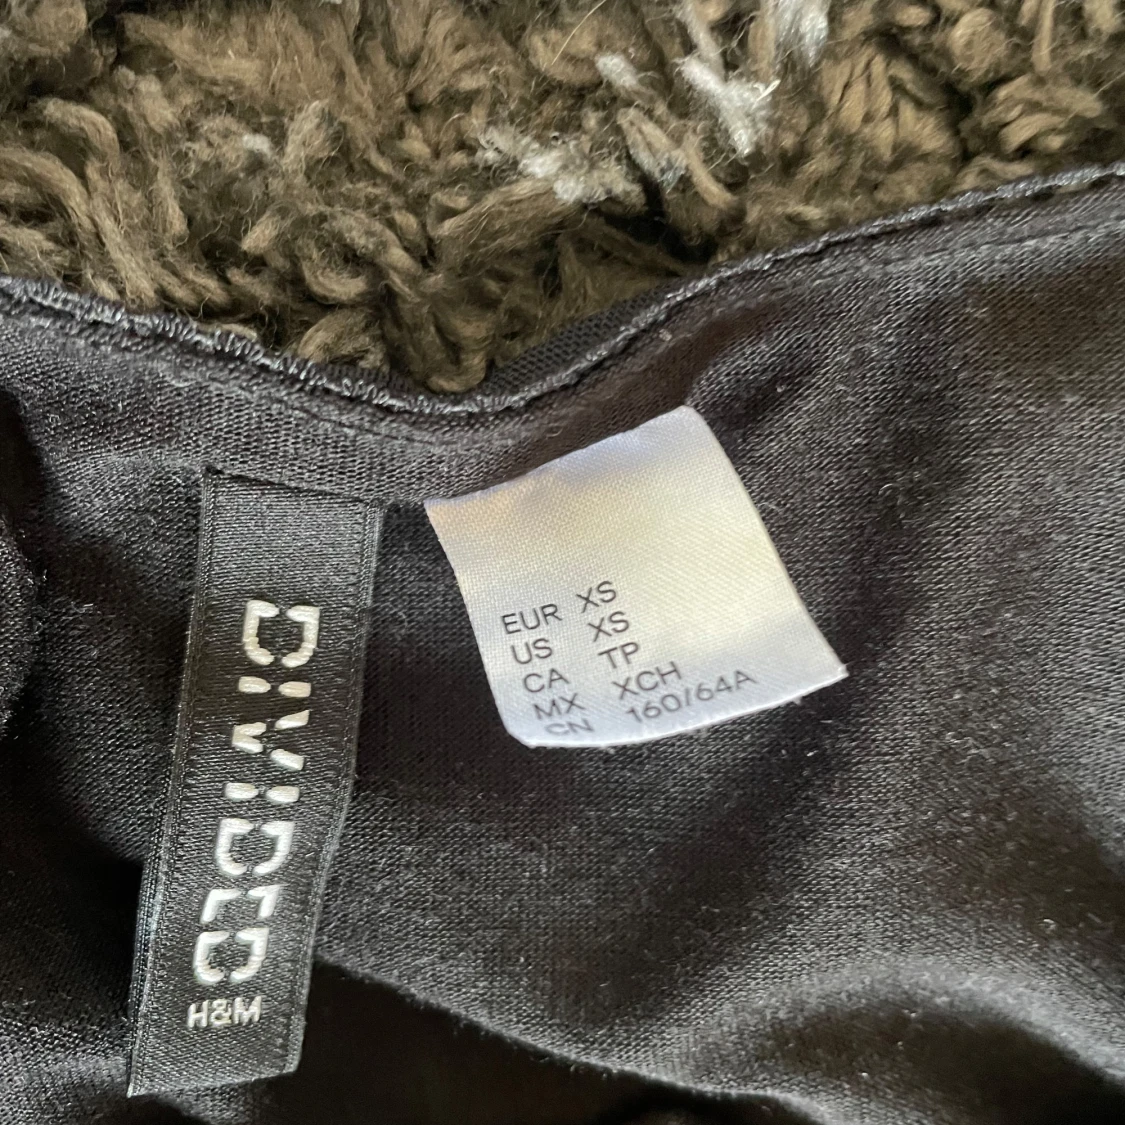 DIVIDED
H&M
EUR XS
US XS
CA TP
MX XCH
CN 160/64A